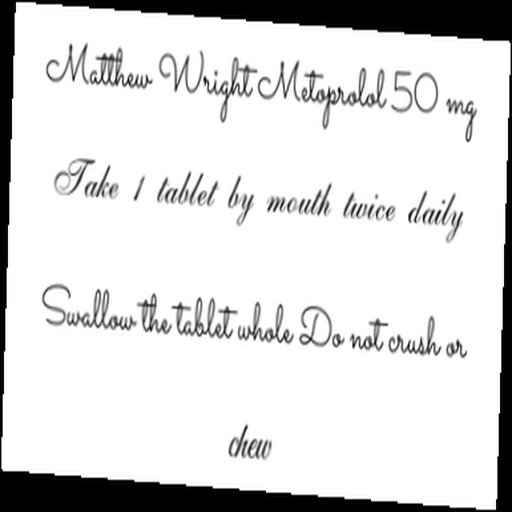 Matthew Wright Metoprolol 50 mg
Take 1 tablet by mouth twice daily
Swallow the tablet whole Do not crush or
chew